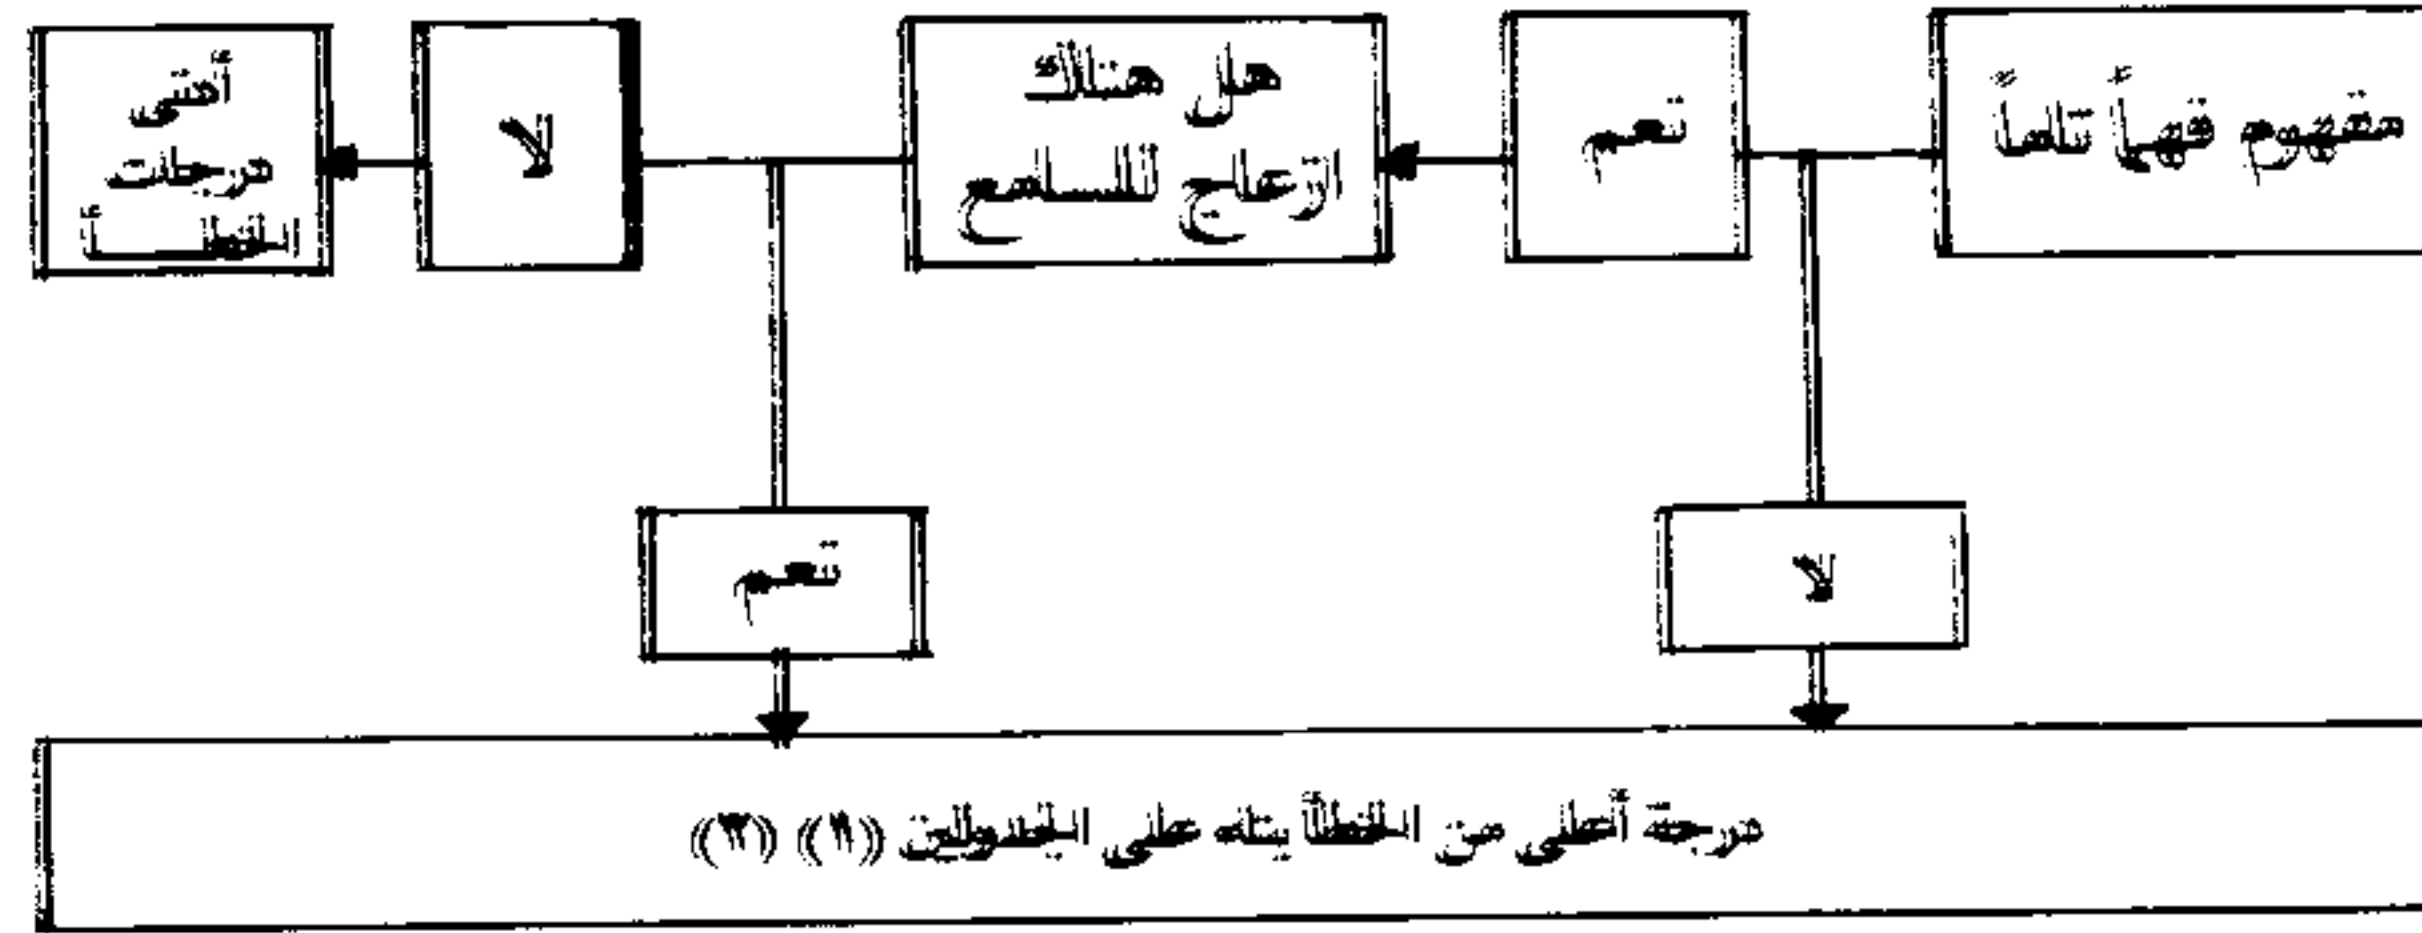 مفهوم فهماً تاماً
نعم
هل هناك
ازعاج للسامع
لا
أدنى
درجات
الخطــــأ
لا
نعم
درجة أعلى من الخطأ بناء على الجدولين (١) (٢)